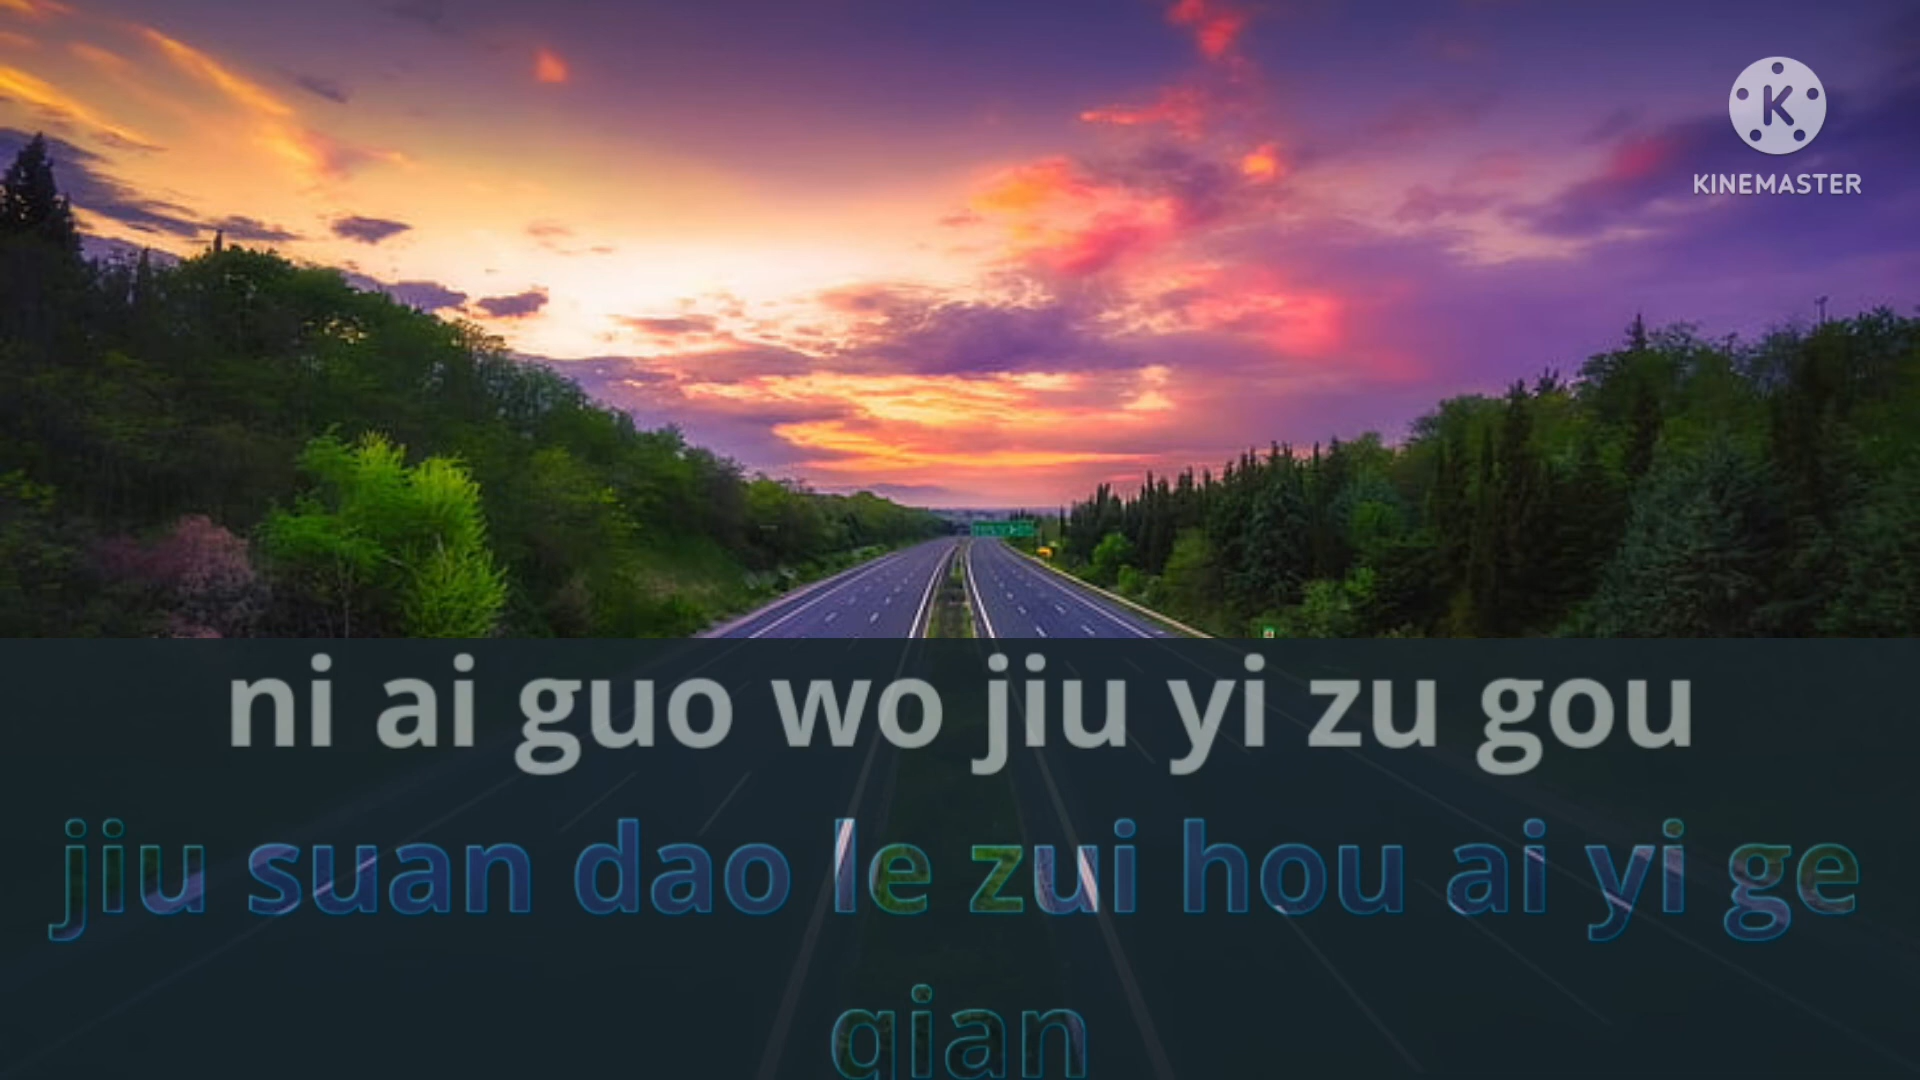 KINEMASTER
ni ai guo wo jiu yi zu gou
jiu suan dao le zui hou ai yi ge
qian